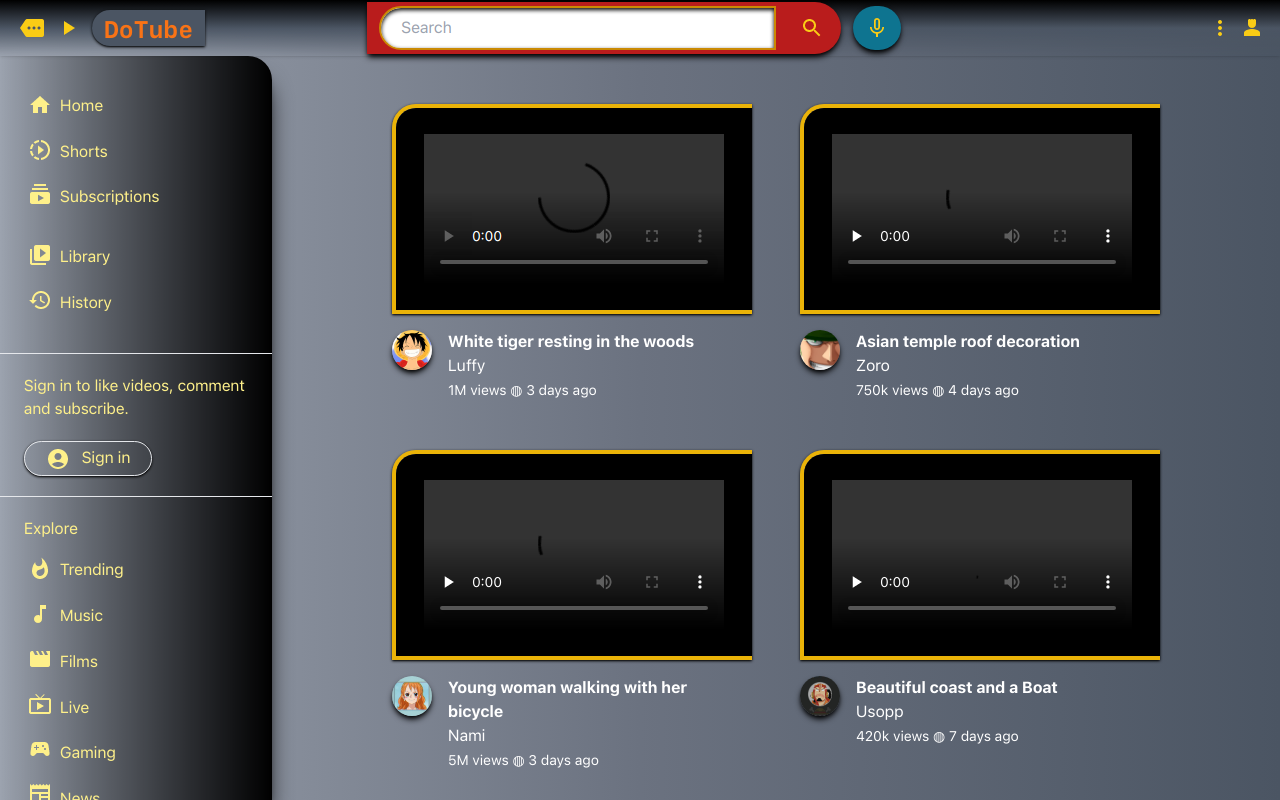 DoTube
Search
Home
Shorts
Subscriptions
Library
History
Sign in to like videos, comment
and subscribe.
Sign in
Explore
Trending
Music
Films
Live
Gaming
News
0:00
White tiger resting in the woods
Luffy
1M views ◍ 3 days ago
0:00
Asian temple roof decoration
Zoro
750k views ◍ 4 days ago
0:00
Young woman walking with her
bicycle
Nami
5M views ◍ 3 days ago
0:00
Beautiful coast and a Boat
Usopp
420k views ◍ 7 days ago